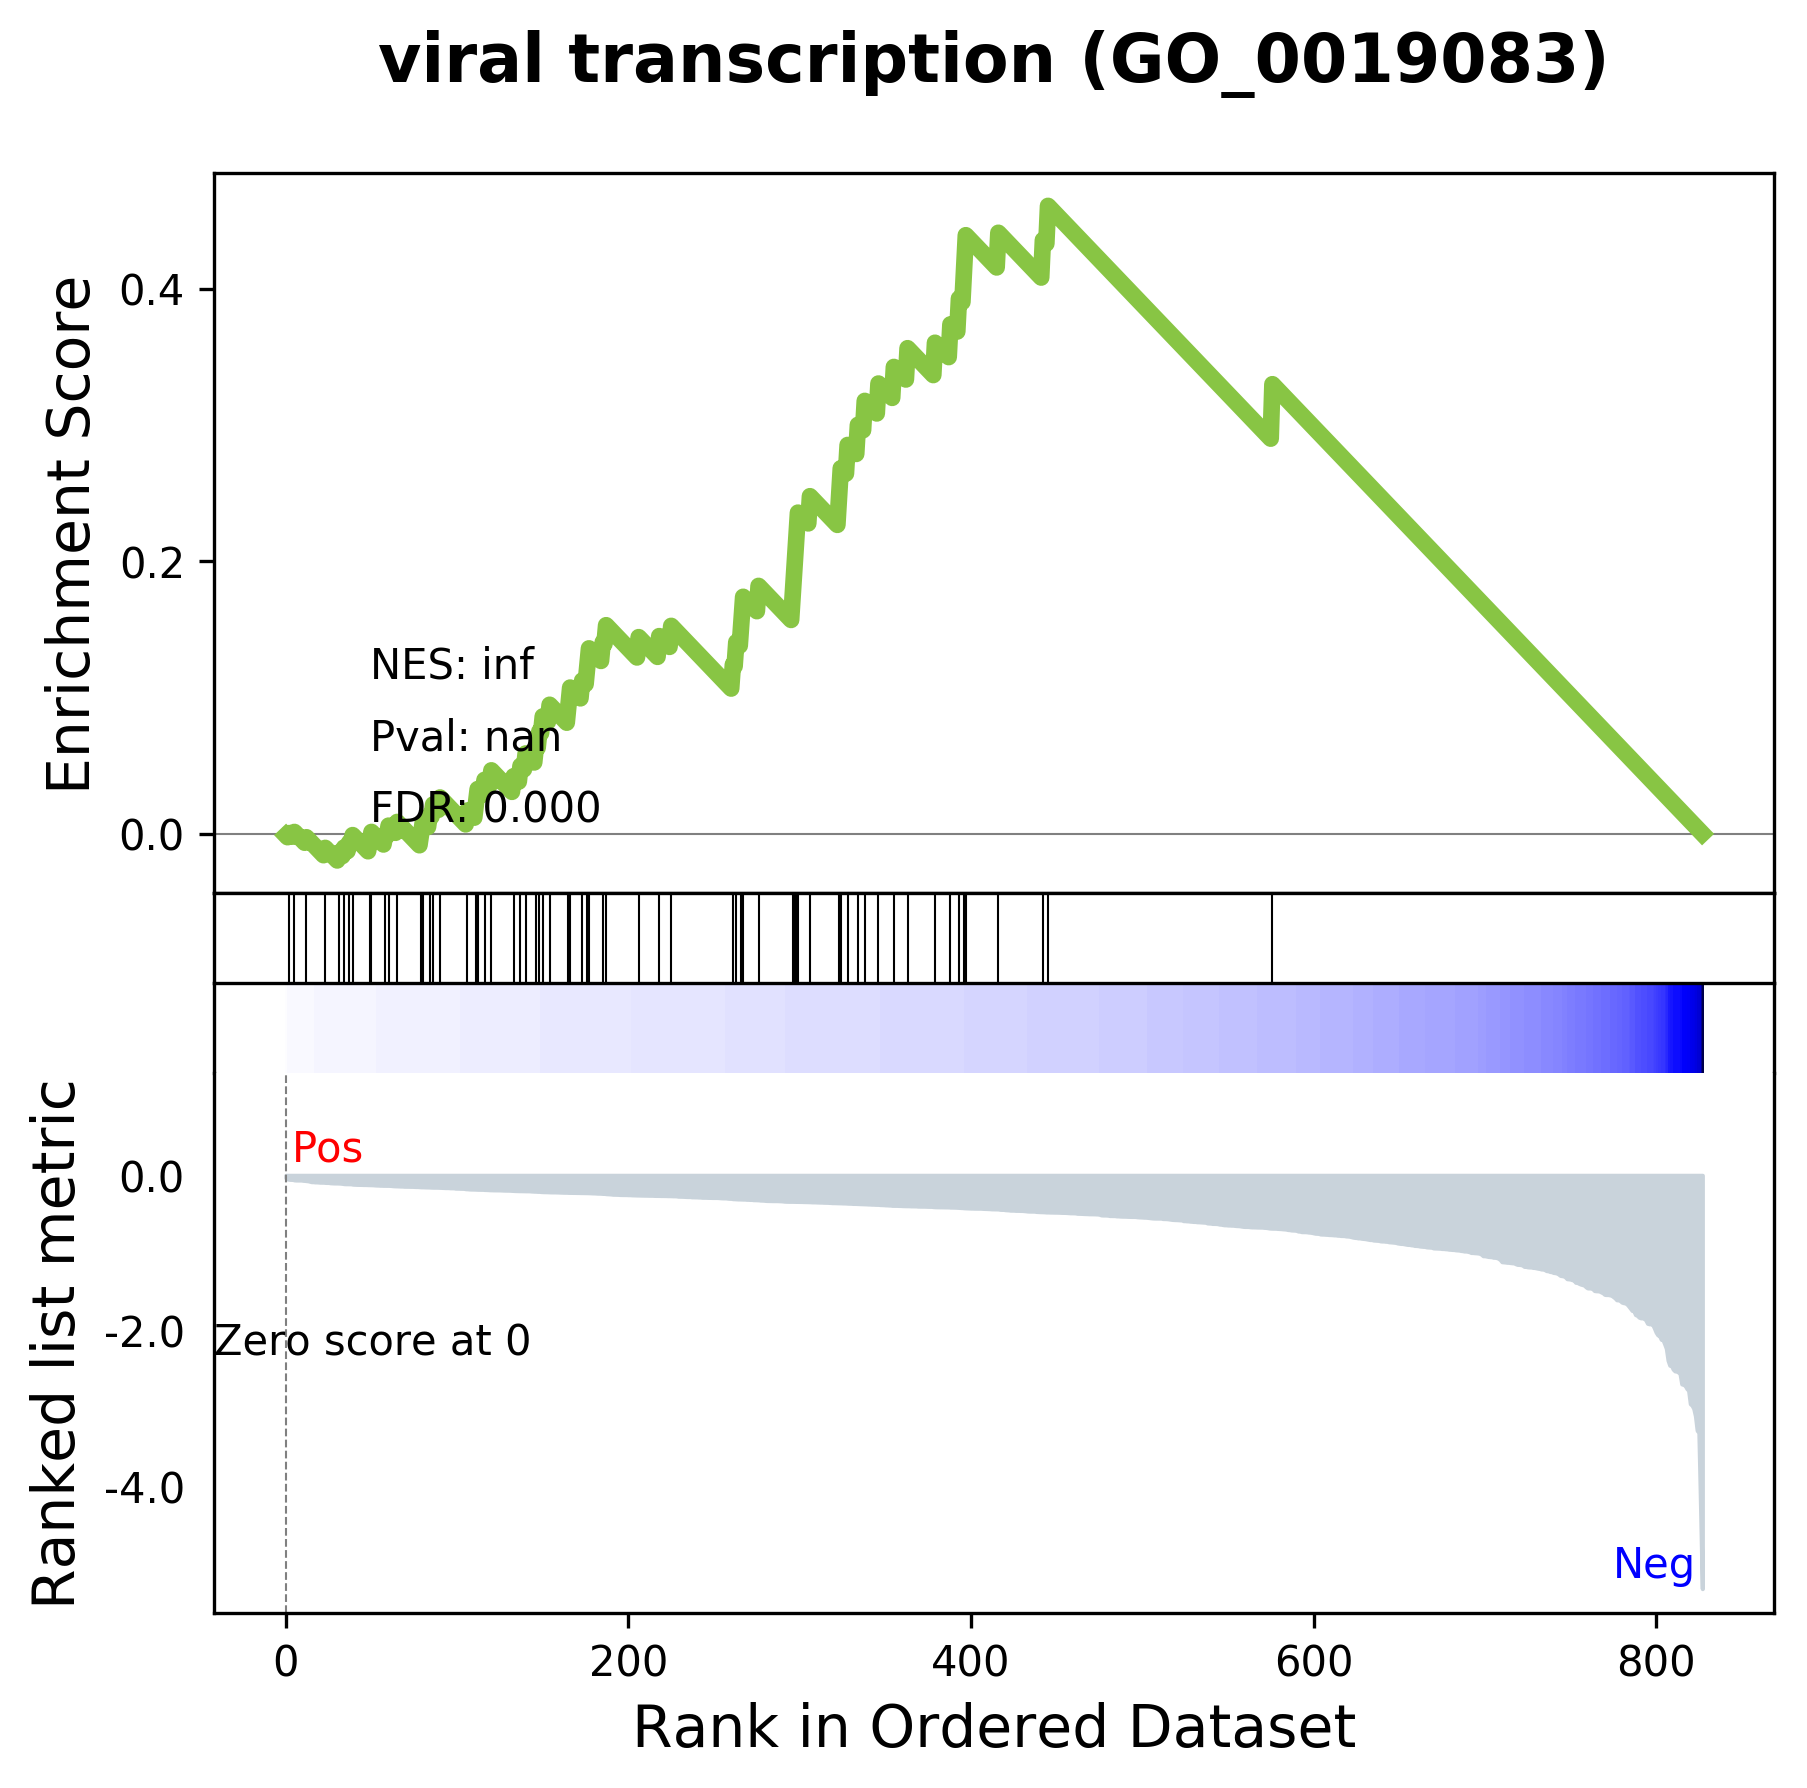 viral transcription (GO_0019083)
Enrichment Score
0.4
0.2
0.0
NES: inf
Pval: nan
FDR: 0.000
Ranked list metric
0.0
-2.0
-4.0
Pos
Zero score at 0
Neg
0 200 400 600 800
Rank in Ordered Dataset